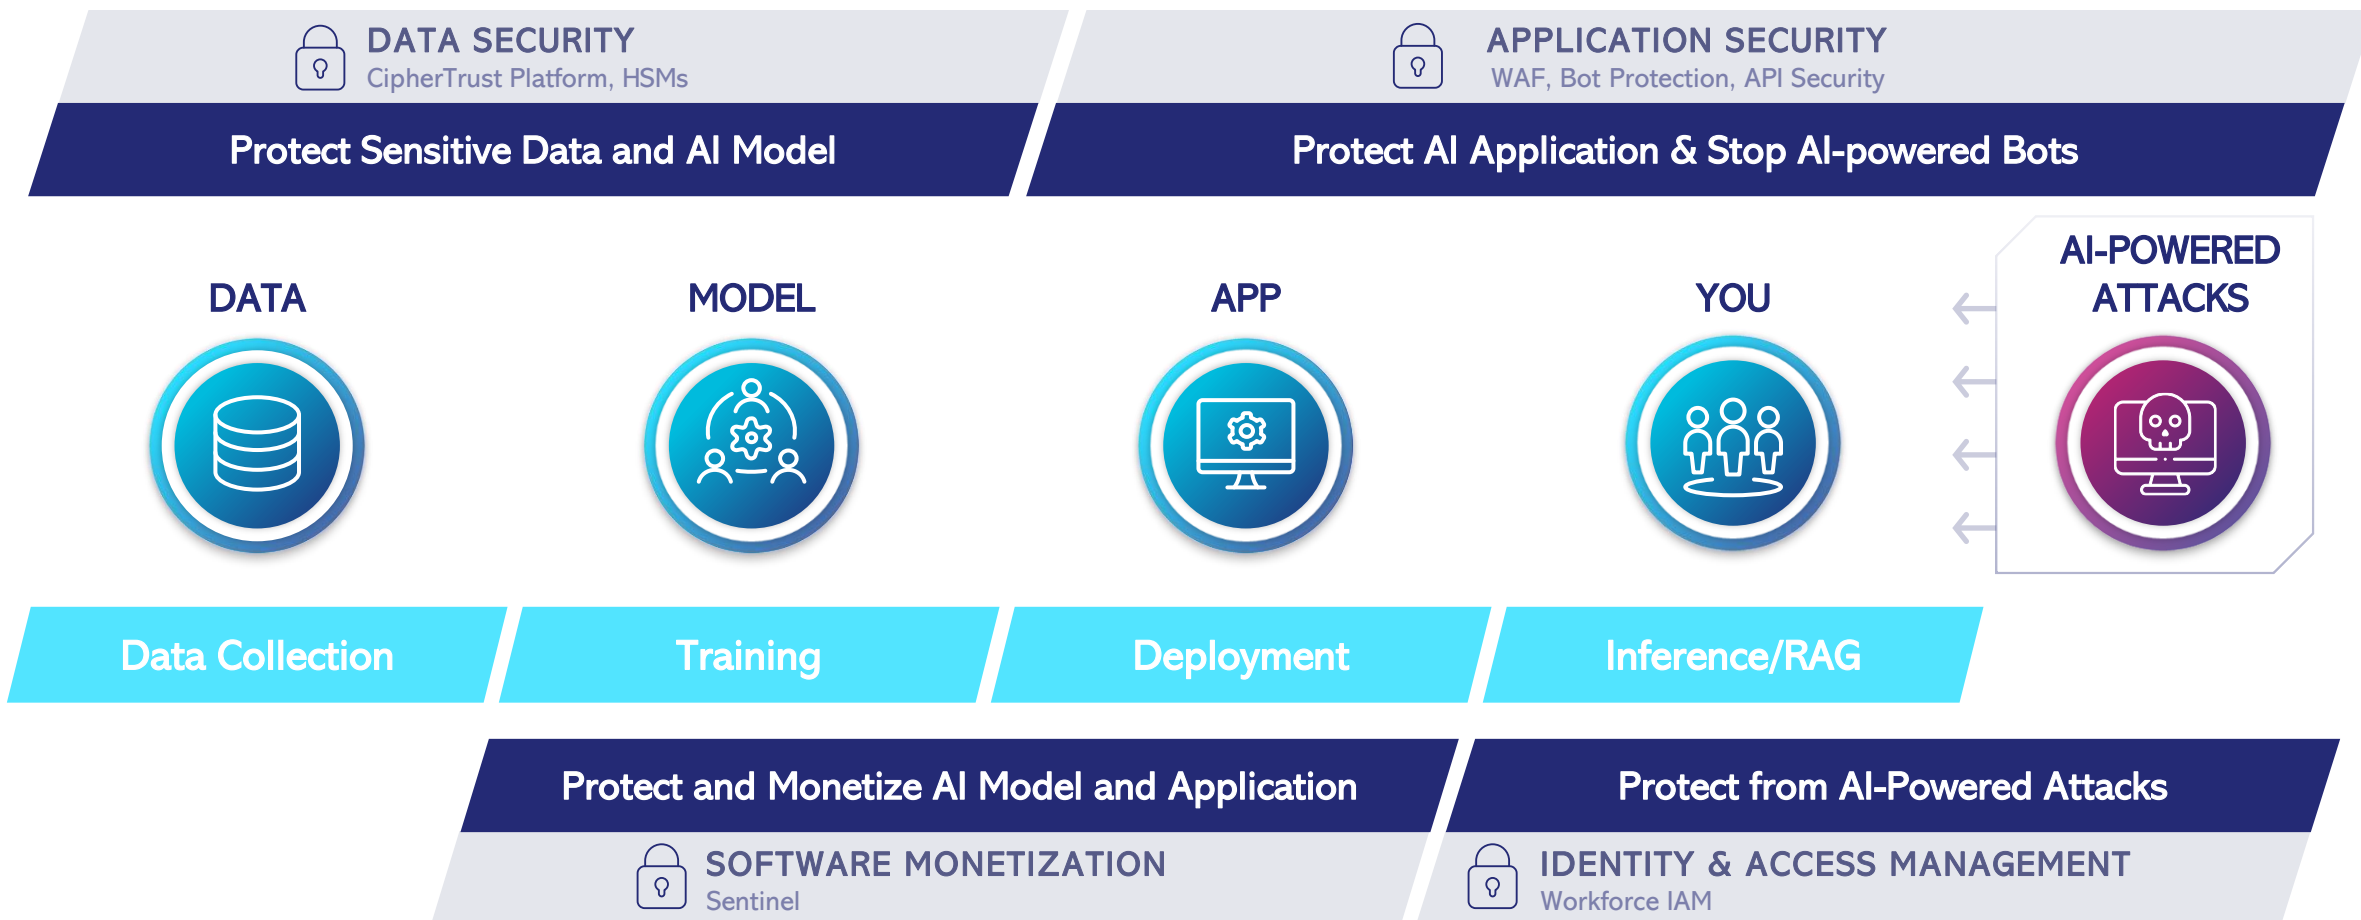 DATA SECURITY
CipherTrust Platform, HSMs
APPLICATION SECURITY
WAF, Bot Protection, API Security
Protect Sensitive Data and AI Model
Protect AI Application & Stop AI-powered Bots
DATA
MODEL
APP
YOU
AI-POWERED
ATTACKS
Data Collection
Training
Deployment
Inference/RAG
Protect and Monetize AI Model and Application
Protect from AI-Powered Attacks
SOFTWARE MONETIZATION
Sentinel
IDENTITY & ACCESS MANAGEMENT
Workforce IAM